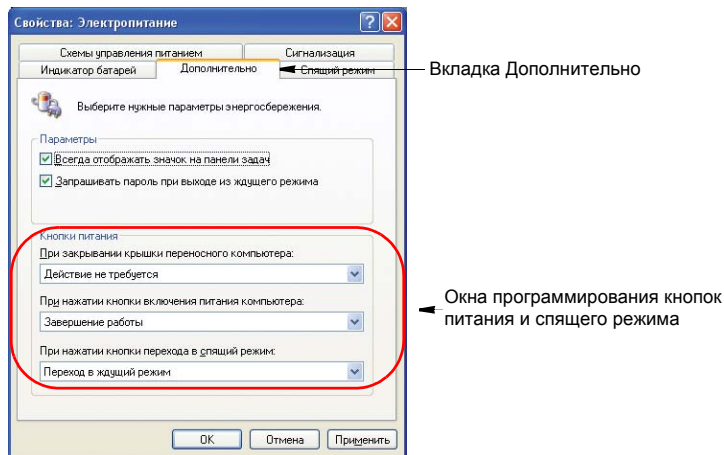 Свойства: Электропитание
Схемы управления питанием
Сигнализация
Индикатор батарей
Дополнительно
Спящий режим
Вкладка Дополнительно
Выберите нужные параметры энергосбережения.
Параметры
Всегда отображать значок на панели задач
Запрашивать пароль при выходе из ждущего режима
Кнопки питания
При закрывании крышки переносного компьютера:
Действие не требуется
При нажатии кнопки включения питания компьютера:
Завершение работы
При нажатии кнопки перехода в спящий режим:
Переход в ждущий режим
Окна программирования кнопок
питания и спящего режима
ОК
Отмена
Применить